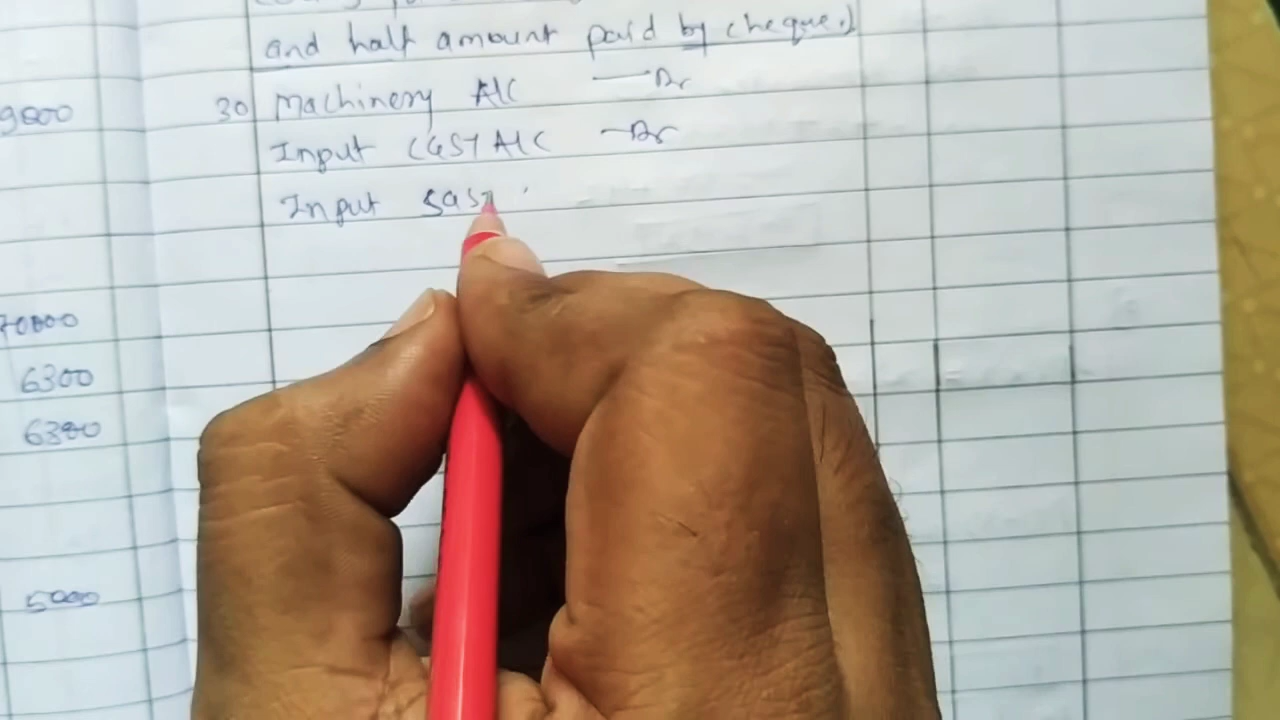 and half amount paid by cheque.)
9800
30 Machinery A/C — Dr
Input CGST A/C — Dr
Input SGST
70000
6300
6300
5000